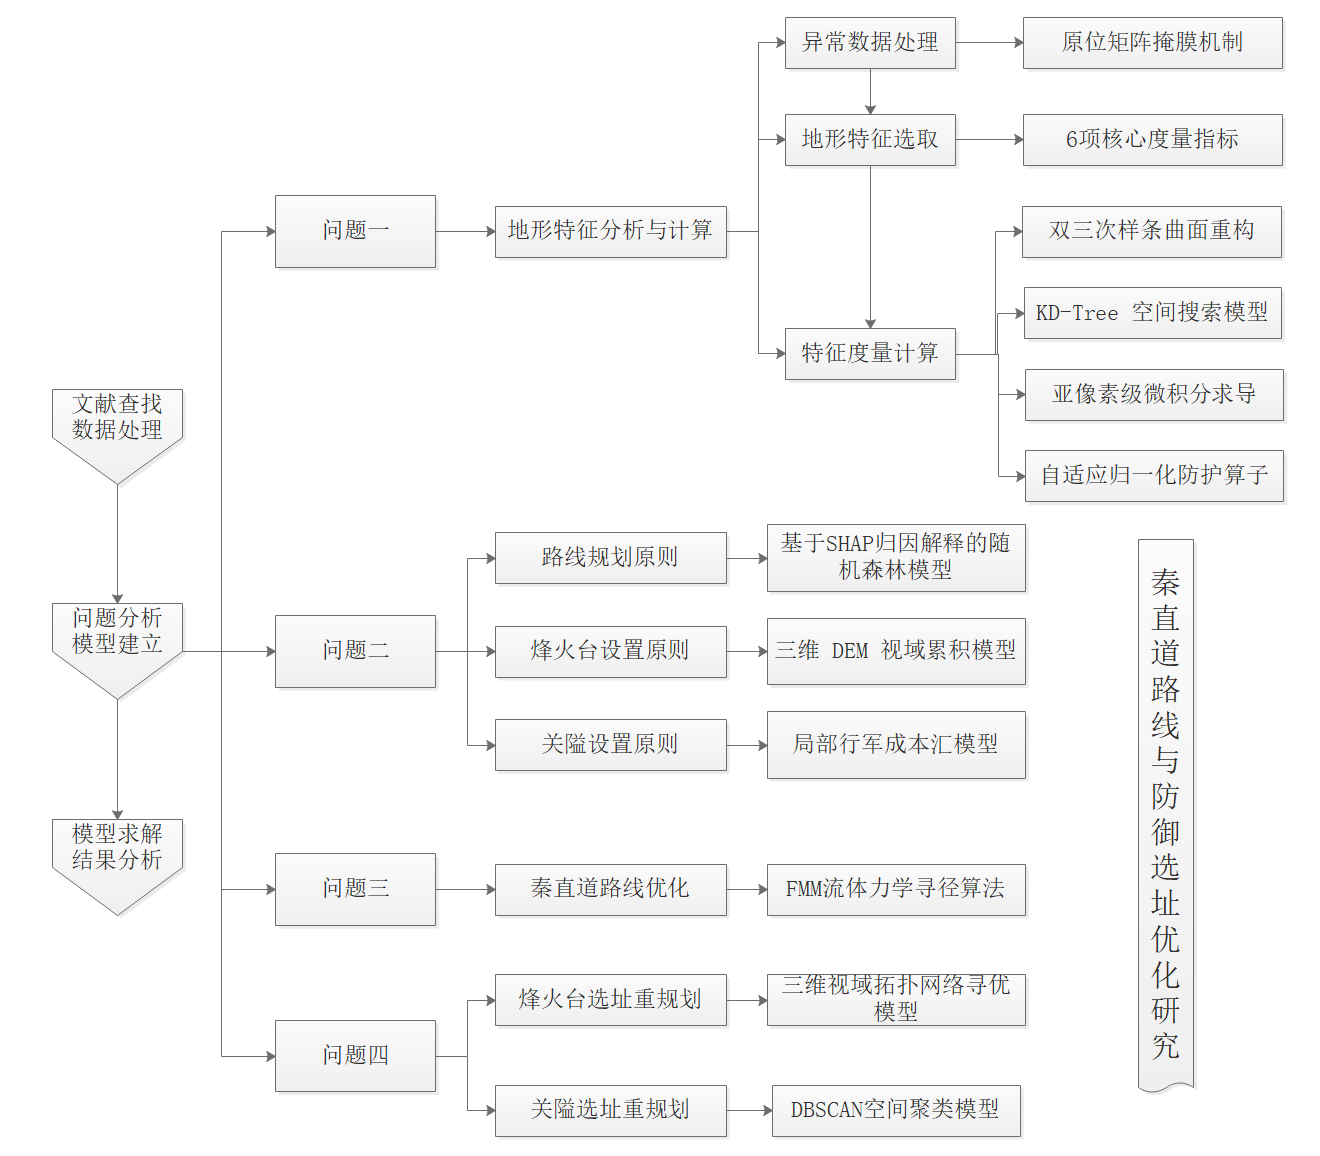 文献查找
数据处理
问题分析
模型建立
模型求解
结果分析
问题一
地形特征分析与计算
异常数据处理
原位矩阵掩膜机制
地形特征选取
6项核心度量指标
特征度量计算
双三次样条曲面重构
KD-Tree 空间搜索模型
亚像素级微积分求导
自适应归一化防护算子
问题二
路线规划原则
基于SHAP归因解释的随
机森林模型
烽火台设置原则
三维 DEM 视域累积模型
关隘设置原则
局部行军成本汇模型
问题三
秦直道路线优化
FMM流体力学寻径算法
问题四
烽火台选址重规划
三维视域拓扑网络寻优
模型
关隘选址重规划
DBSCAN空间聚类模型
秦直道路线与防御选址优化研究